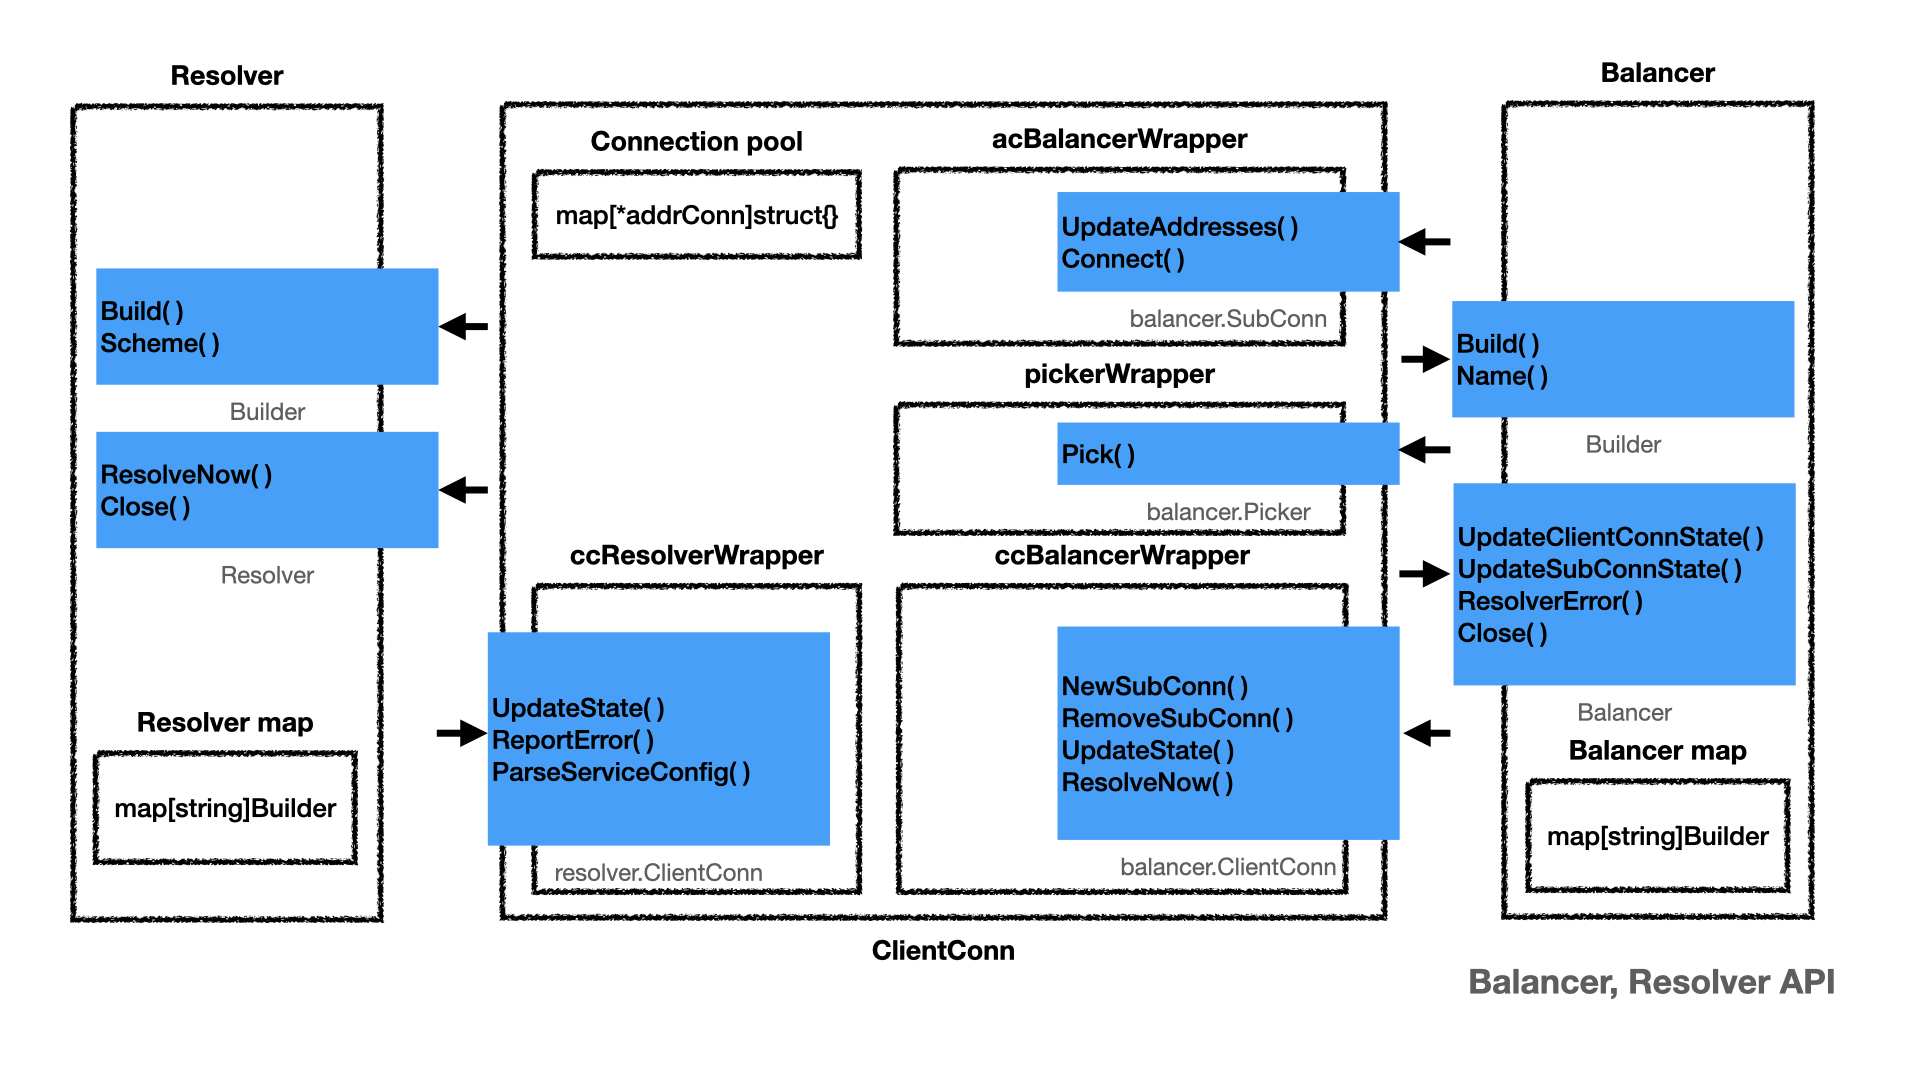 Resolver
Build( )
Scheme( )
Builder
ResolveNow( )
Close( )
Resolver
Resolver map
map[string]Builder
Connection pool
map[*addrConn]struct{}
acBalancerWrapper
UpdateAddresses( )
Connect( )
balancer.SubConn
pickerWrapper
Pick( )
balancer.Picker
ccResolverWrapper
UpdateState( )
ReportError( )
ParseServiceConfig( )
resolver.ClientConn
ccBalancerWrapper
NewSubConn( )
RemoveSubConn( )
UpdateState( )
ResolveNow( )
balancer.ClientConn
ClientConn
Balancer
Build( )
Name( )
Builder
UpdateClientConnState( )
UpdateSubConnState( )
ResolverError( )
Close( )
Balancer
Balancer map
map[string]Builder
Balancer, Resolver API